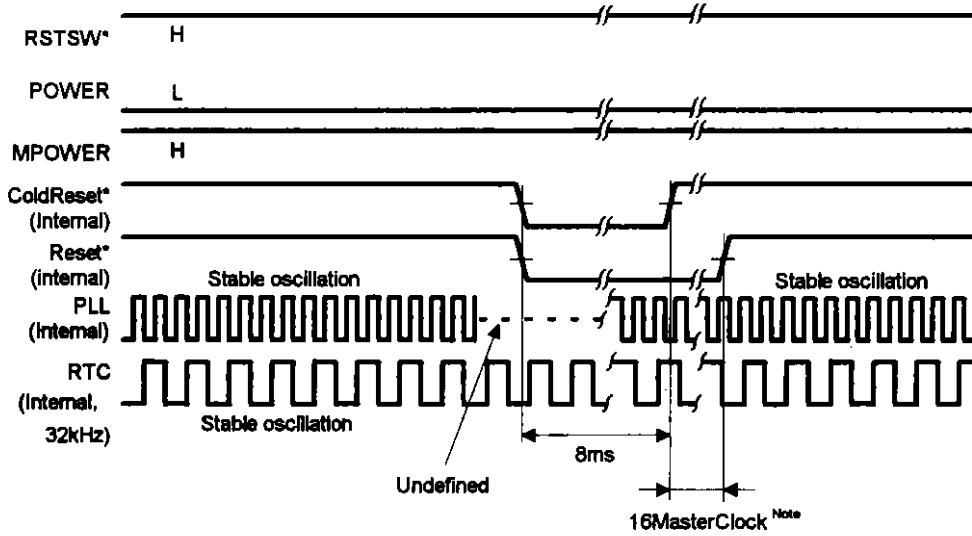 RSTSW* H
POWER L
MPOWER H
ColdReset*
(Internal)
Reset*
(internal)
Stable oscillation Stable oscillation
PLL
(Internal)
RTC
(Internal,
32kHz)
Stable oscillation
8ms
Undefined
16MasterClock Note